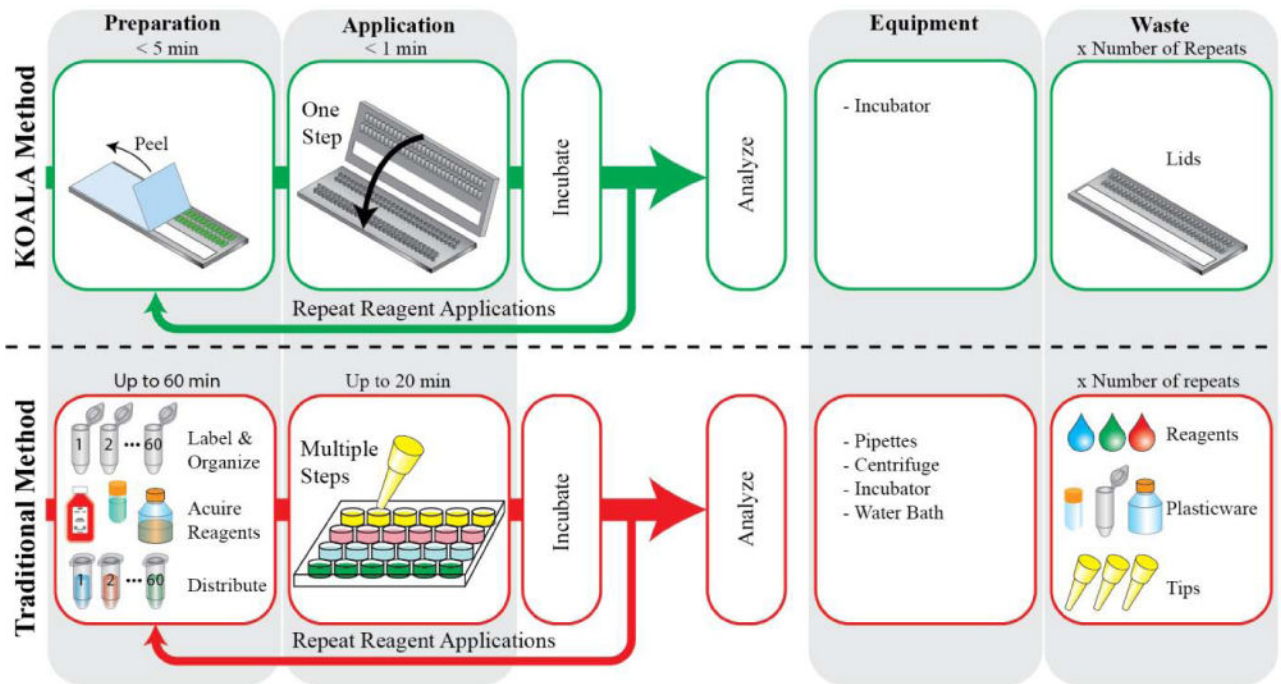 Preparation
< 5 min
Application
< 1 min
Equipment
Waste
x Number of Repeats
KOALA Method
Peel
One
Step
Incubate
Analyze
- Incubator
Lids
Repeat Reagent Applications
Traditional Method
Up to 60 min
Up to 20 min
x Number of repeats
1 2 ••• 60
Label &
Organize
Acuire
Reagents
1 2 ••• 60
Distribute
Multiple
Steps
Incubate
Analyze
- Pipettes
- Centrifuge
- Incubator
- Water Bath
Reagents
Plasticware
Tips
Repeat Reagent Applications